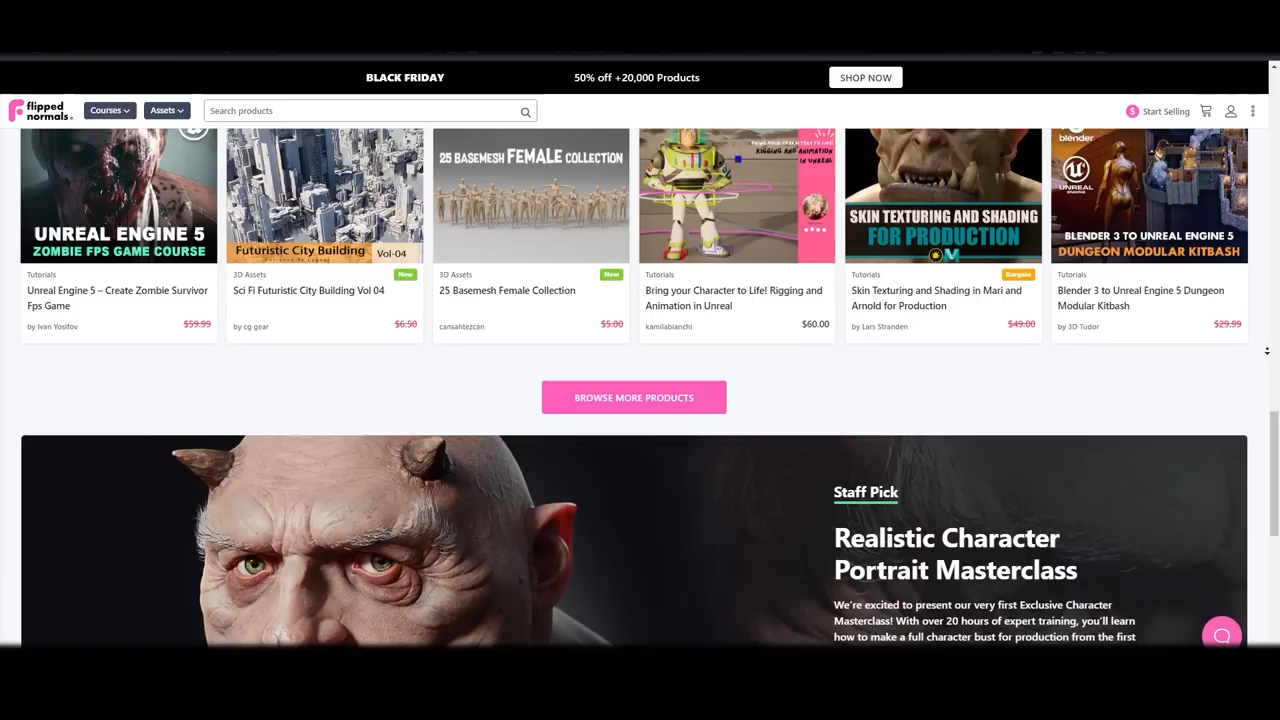 BLACK FRIDAY
50% off +20,000 Products
SHOP NOW
flipped
normals.
Courses
Assets
Search products
$ Start Selling
UNREAL ENGINE 5
ZOMBIE FPS GAME COURSE
Tutorials
Unreal Engine 5 – Create Zombie Survivor
Fps Game
by Ivan Yosifov
$59.99
Futuristic City Building
Vol-04
3D Assets
New
Sci Fi Futuristic City Building Vol 04
by cg gear
$6.50
25 BASEMESH FEMALE COLLECTION
3D Assets
New
25 Basemesh Female Collection
cansahtezcan
$5.00
BRING YOUR CHARACTERS TO LIFE!
RIGGING AND ANIMATION
IN UNREAL
Tutorials
Bring your Character to Life! Rigging and
Animation in Unreal
kamilabianchi
$60.00
SKIN TEXTURING AND SHADING
FOR PRODUCTION
Tutorials
Bargain
Skin Texturing and Shading in Mari and
Arnold for Production
by Lars Stranden
$49.00
blender
UNREAL
ENGINE
BLENDER 3 TO UNREAL ENGINE 5
DUNGEON MODULAR KITBASH
Tutorials
Blender 3 to Unreal Engine 5 Dungeon
Modular Kitbash
by 3D Tudor
$29.99
BROWSE MORE PRODUCTS
Staff Pick
Realistic Character
Portrait Masterclass
We're excited to present our very first Exclusive Character
Masterclass! With over 20 hours of expert training, you'll learn
how to make a full character bust for production from the first